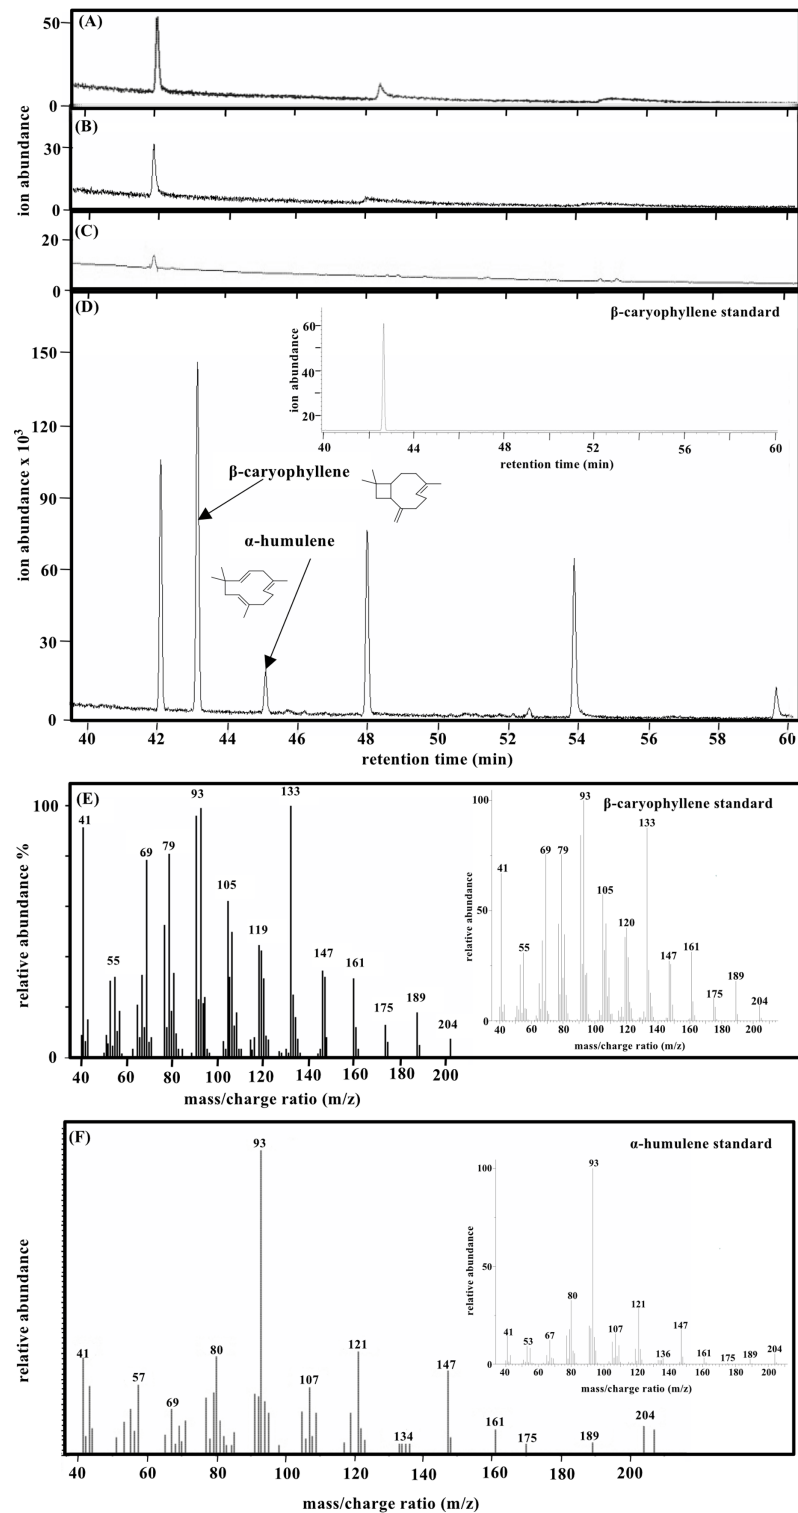 (A)
50
0
ion abundance
(B)
30
0
(C)
20
0
(D)
β-caryophyllene standard
ion abundance
60
40
20
40 44 48 52 56 60
retention time (min)
ion abundance x 10³
150
120
90
60
30
0
β-caryophyllene
α-humulene
40 42 44 46 48 50 52 54 56 58 60
retention time (min)
(E)
relative abundance %
100
0
41
55
69
79
93
105
119
133
147
161
175
189
204
40 60 80 100 120 140 160 180 200
mass/charge ratio (m/z)
β-caryophyllene standard
relative abundance
100
50
0
41
55
69
79
93
105
120
133
147
161
175
189
204
40 60 80 100 120 140 160 180 200
mass/charge ratio (m/z)
(F)
relative abundance
41
57
69
80
93
107
121
134
147
161
175
189
204
40 60 80 100 120 140 160 180 200
mass/charge ratio (m/z)
α-humulene standard
relative abundance
100
50
0
41
53
67
80
93
107
121
136
147
161
175
189
204
40 60 80 100 120 140 160 180 200
mass/charge ratio (m/z)